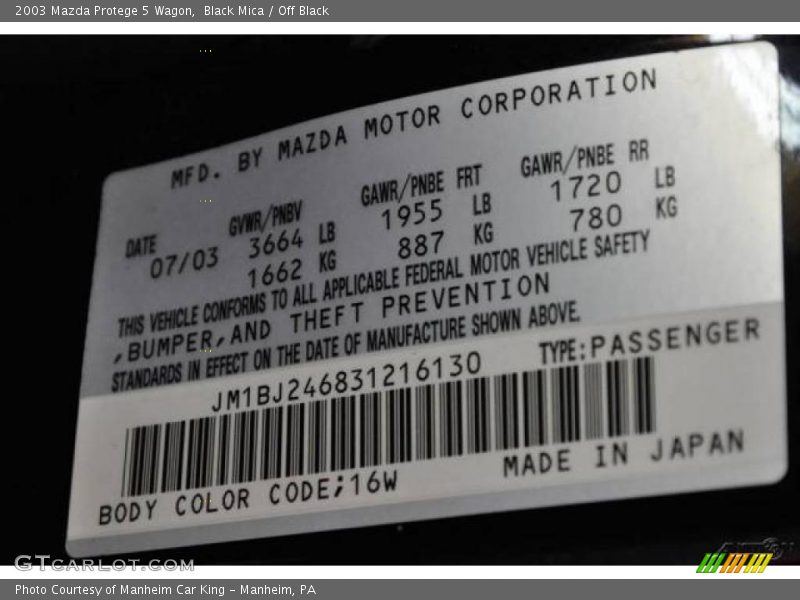 2003 Mazda Protege 5 Wagon, Black Mica / Off Black
MFD. BY MAZDA MOTOR CORPORATION
DATE GVWR/PNBV GAWR/PNBE FRT GAWR/PNBE RR
07/03 3664 LB 1955 LB 1720 LB
1662 KG 887 KG 780 KG
THIS VEHICLE CONFORMS TO ALL APPLICABLE FEDERAL MOTOR VEHICLE SAFETY
,BUMPER,AND THEFT PREVENTION
STANDARDS IN EFFECT ON THE DATE OF MANUFACTURE SHOWN ABOVE.
JM1BJ246831216130 TYPE:PASSENGER
BODY COLOR CODE;16W MADE IN JAPAN
GTCARLOT.COM
Photo Courtesy of Manheim Car King - Manheim, PA